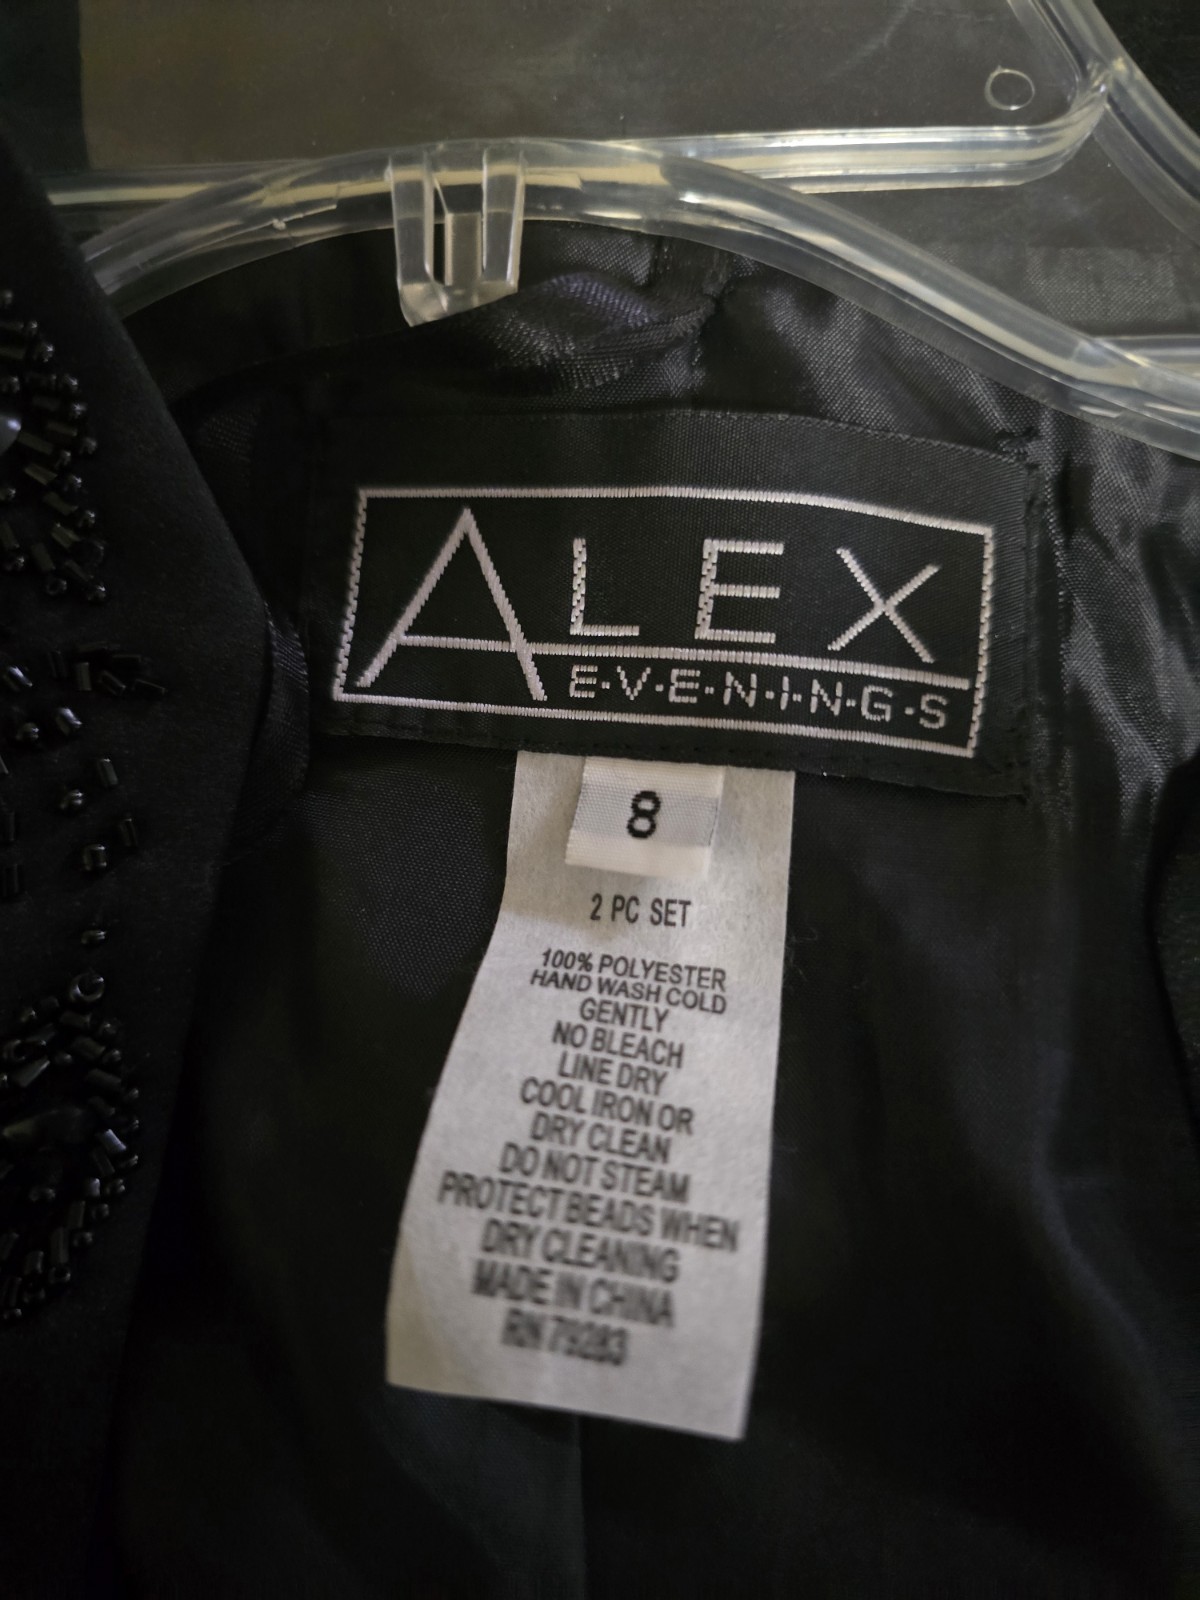 ALEX
E·V·E·N·I·N·G·S
8
2 PC SET
100% POLYESTER
HAND WASH COLD
GENTLY
NO BLEACH
LINE DRY
COOL IRON OR
DRY CLEAN
DO NOT STEAM
PROTECT BEADS WHEN
DRY CLEANING
MADE IN CHINA
RN 79283